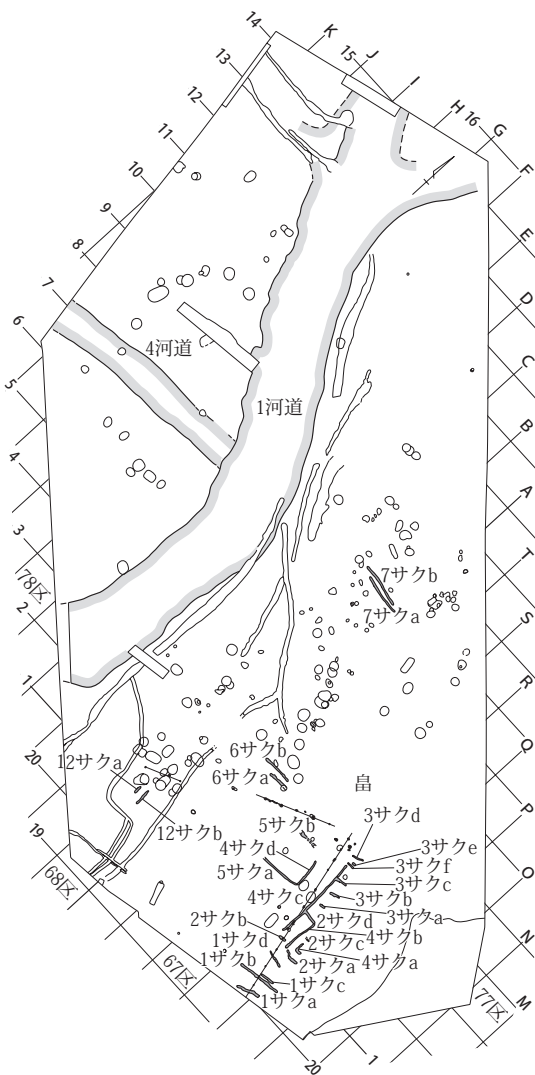 14
K
13
15
J
I
12
H
16
G
F
11
10
9
E
8
D
7
6
4河道
C
5
1河道
B
4
A
3
T
78区
7サクb
2
7サクa
S
R
1
Q
20
6サクb
12サクa
6サクa
畠
P
3サクd
5サクb
19
12サクb
4サクd
3サクe
5サクa
3サクf
O
68区
4サクc
3サクc
3サクb
2サクb
2サクd
3サクa
N
1サクd
2サクc
4サクb
67区
1サクb
2サクa
4サクa
1サクc
1サクa
77区
M
20
1